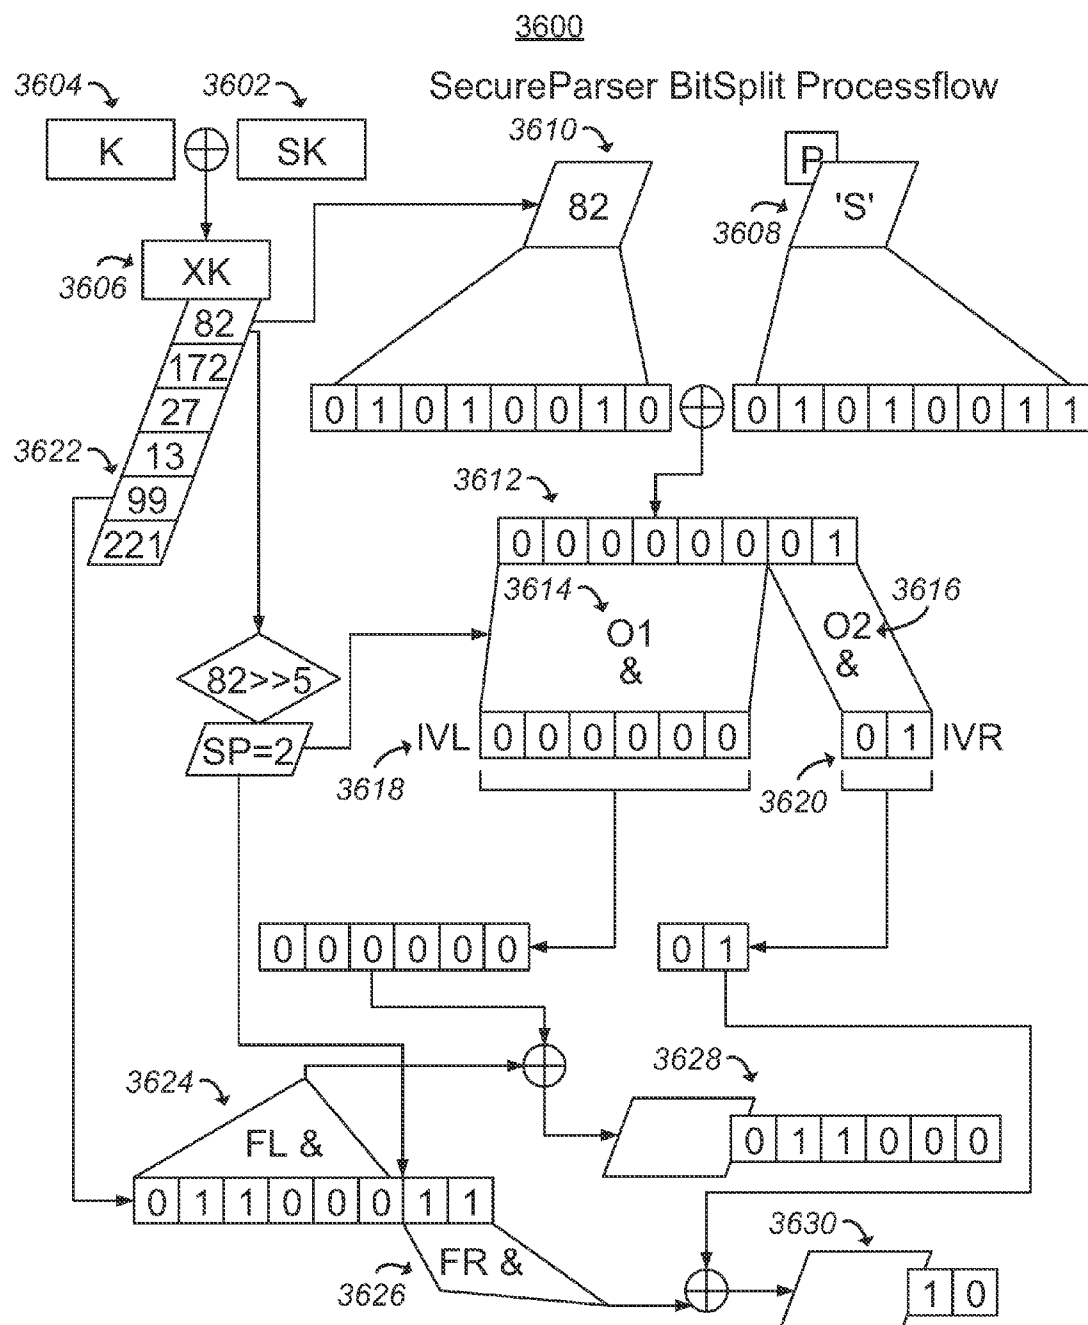 3600
SecureParser BitSplit Processflow
3604
3602
K
SK
3610
P
82
'S'
3608
3606
XK
82
172
27
13
99
221
3622
0 1 0 1 0 0 1 0
0 1 0 1 0 0 1 1
3612
0 0 0 0 0 0 0 1
3614
3616
O1
&
O2
&
82>>5
SP=2
IVL
0 0 0 0 0 0
0 1
IVR
3618
3620
0 0 0 0 0 0
0 1
3624
3628
FL &
0 1 1 0 0 0
0 1 1 0 0 0 1 1
3630
FR &
3626
1 0